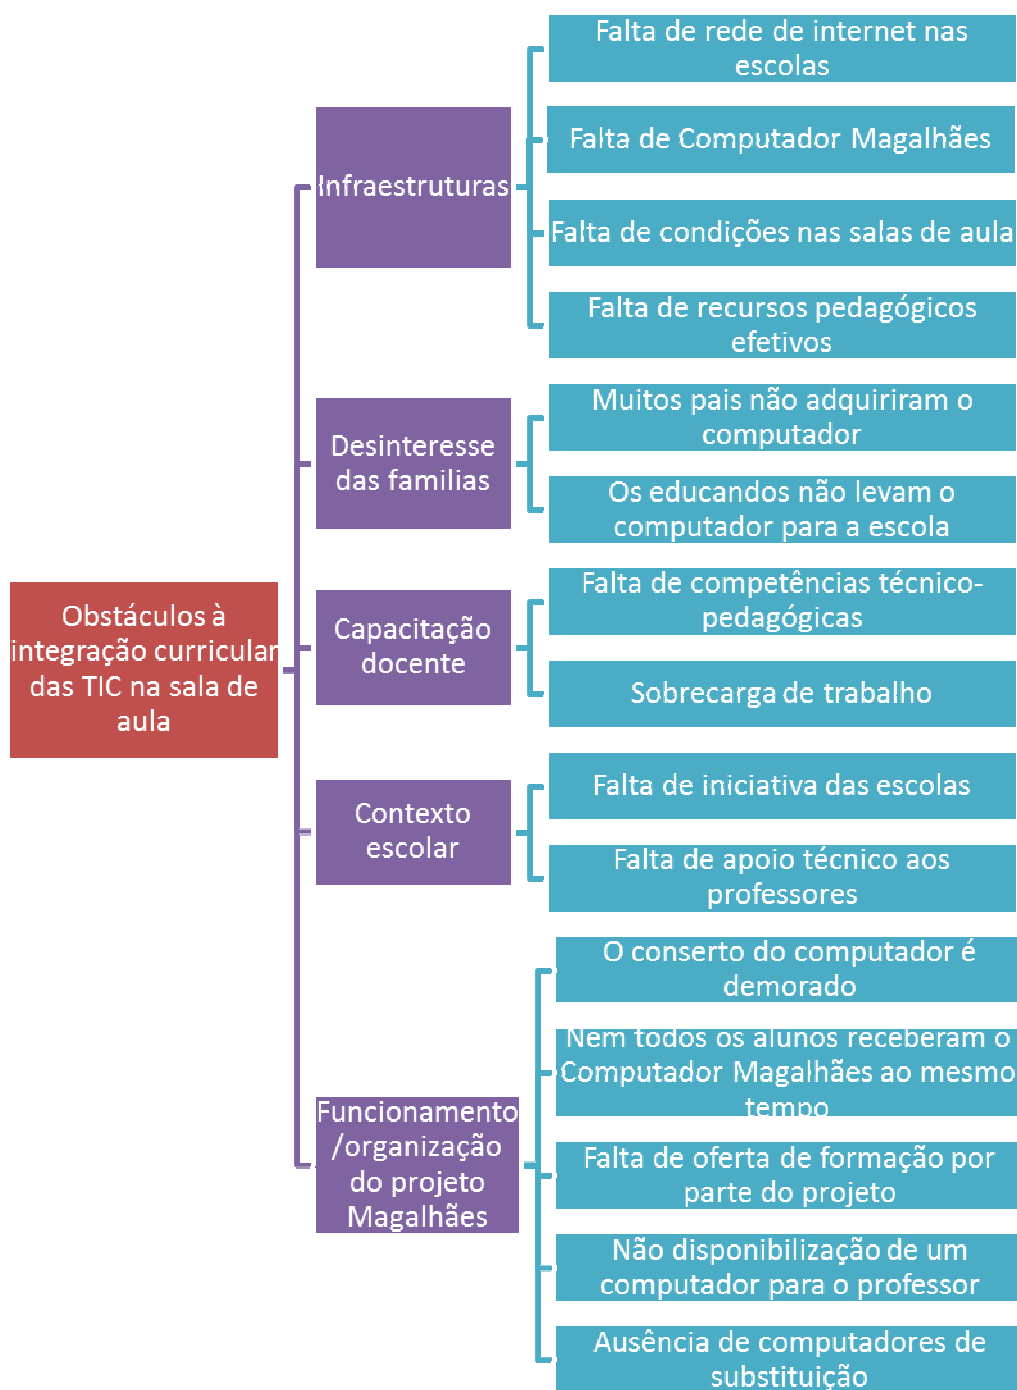 Obstáculos à
integração curricular
das TIC na sala de
aula
Infraestruturas
Falta de rede de internet nas
escolas
Falta de Computador Magalhães
Falta de condições nas salas de aula
Falta de recursos pedagógicos
efetivos
Desinteresse
das familias
Muitos pais não adquiriram o
computador
Os educandos não levam o
computador para a escola
Capacitação
docente
Falta de competências técnico-
pedagógicas
Sobrecarga de trabalho
Contexto
escolar
Falta de iniciativa das escolas
Falta de apoio técnico aos
professores
Funcionamento
/organização
do projeto
Magalhães
O conserto do computador é
demorado
Nem todos os alunos receberam o
Computador Magalhães ao mesmo
tempo
Falta de oferta de formação por
parte do projeto
Não disponibilização de um
computador para o professor
Ausência de computadores de
substituição